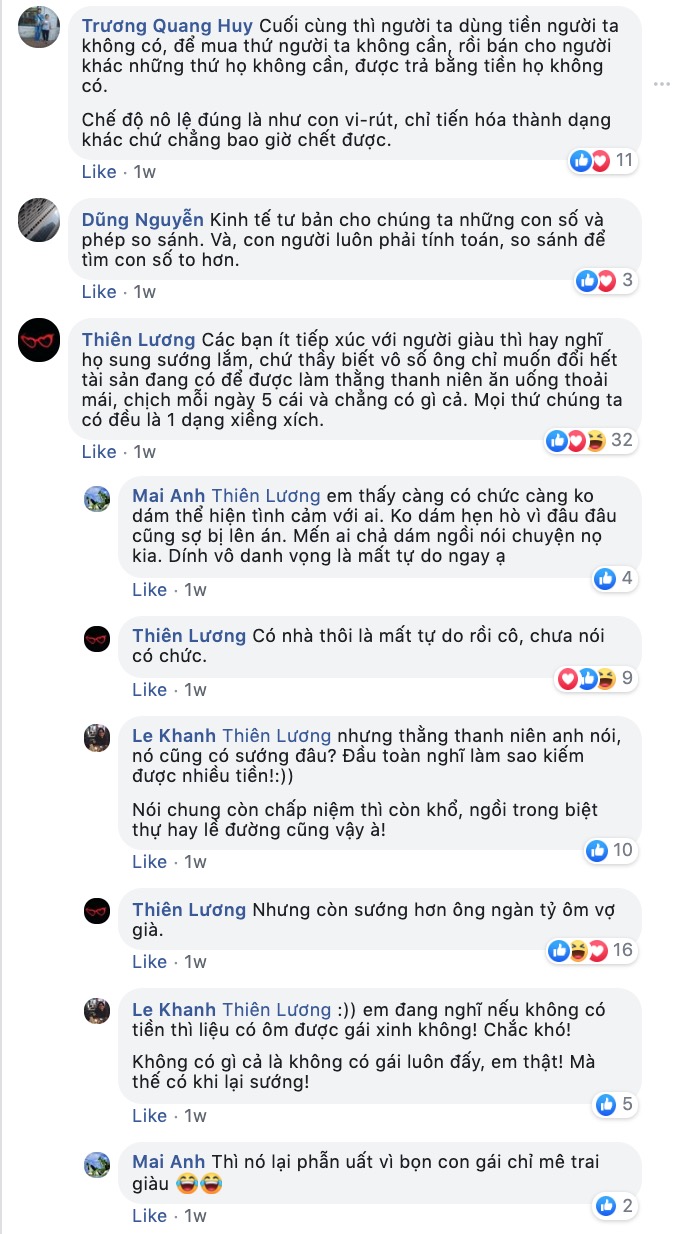 Trương Quang Huy Cuối cùng thì người ta dùng tiền người ta
không có, để mua thứ người ta không cần, rồi bán cho người
khác những thứ họ không cần, được trả bằng tiền họ không
có.
Chế độ nô lệ đúng là như con vi-rút, chỉ tiến hóa thành dạng
khác chứ chẳng bao giờ chết được.
11
Like · 1w
Dũng Nguyễn Kinh tế tư bản cho chúng ta những con số và
phép so sánh. Và, con người luôn phải tính toán, so sánh để
tìm con số to hơn.
3
Like · 1w
Thiên Lương Các bạn ít tiếp xúc với người giàu thì hay nghĩ
họ sung sướng lắm, chứ thầy biết vô số ông chỉ muốn đổi hết
tài sản đang có để được làm thằng thanh niên ăn uống thoải
mái, chịch mỗi ngày 5 cái và chẳng có gì cả. Mọi thứ chúng ta
có đều là 1 dạng xiềng xích.
32
Like · 1w
Mai Anh Thiên Lương em thấy càng có chức càng ko
dám thể hiện tình cảm với ai. Ko dám hẹn hò vì đâu đâu
cũng sợ bị lên án. Mến ai chả dám ngồi nói chuyện nọ
kia. Dính vô danh vọng là mất tự do ngay ạ
4
Like · 1w
Thiên Lương Có nhà thôi là mất tự do rồi cô, chưa nói
có chức.
9
Like · 1w
Le Khanh Thiên Lương nhưng thằng thanh niên anh nói,
nó cũng có sướng đâu? Đầu toàn nghĩ làm sao kiếm
được nhiều tiền!:))
Nói chung còn chấp niệm thì còn khổ, ngồi trong biệt
thự hay lề đường cũng vậy à!
10
Like · 1w
Thiên Lương Nhưng còn sướng hơn ông ngàn tỷ ôm vợ
già.
16
Like · 1w
Le Khanh Thiên Lương :)) em đang nghĩ nếu không có
tiền thì liệu có ôm được gái xinh không! Chắc khó!
Không có gì cả là không có gái luôn đấy, em thật! Mà
thế có khi lại sướng!
5
Like · 1w
Mai Anh Thì nó lại phẫn uất vì bọn con gái chỉ mê trai
giàu 😂😂
2
Like · 1w